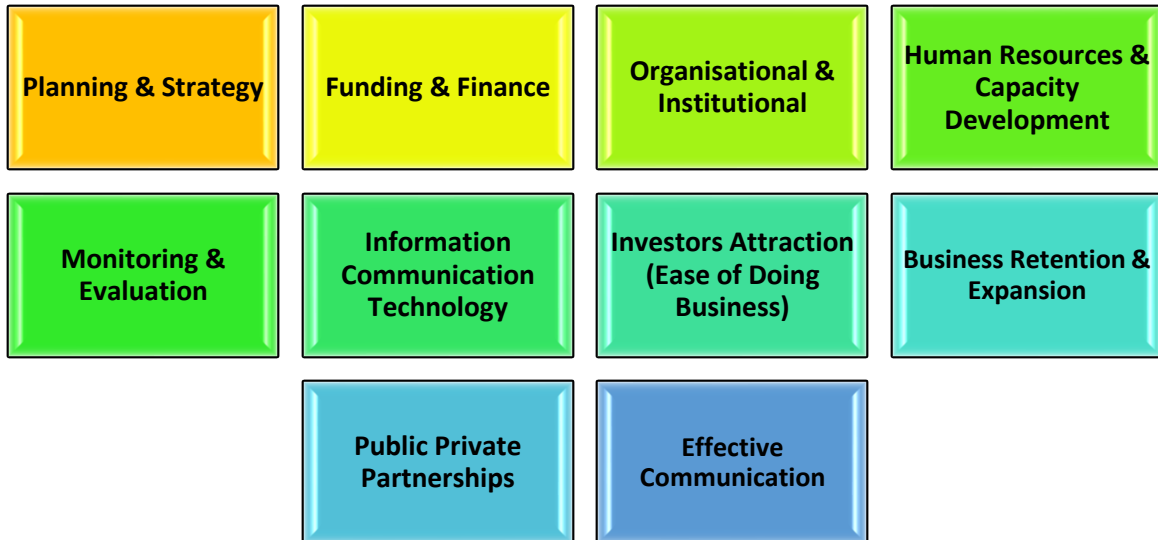 Planning & Strategy
Funding & Finance
Organisational &
Institutional
Human Resources &
Capacity
Development
Monitoring &
Evaluation
Information
Communication
Technology
Investors Attraction
(Ease of Doing
Business)
Business Retention &
Expansion
Public Private
Partnerships
Effective
Communication